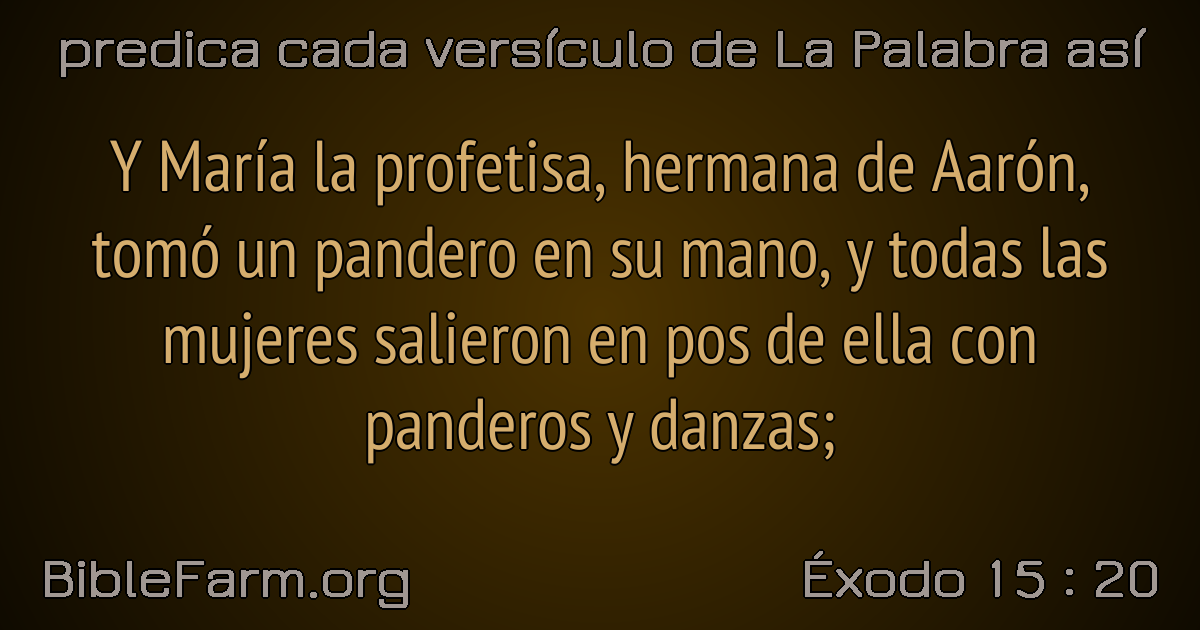 predica cada versículo de La Palabra así
Y María la profetisa, hermana de Aarón,
tomó un pandero en su mano, y todas las
mujeres salieron en pos de ella con
panderos y danzas;
BibleFarm.org
Éxodo 15 : 20